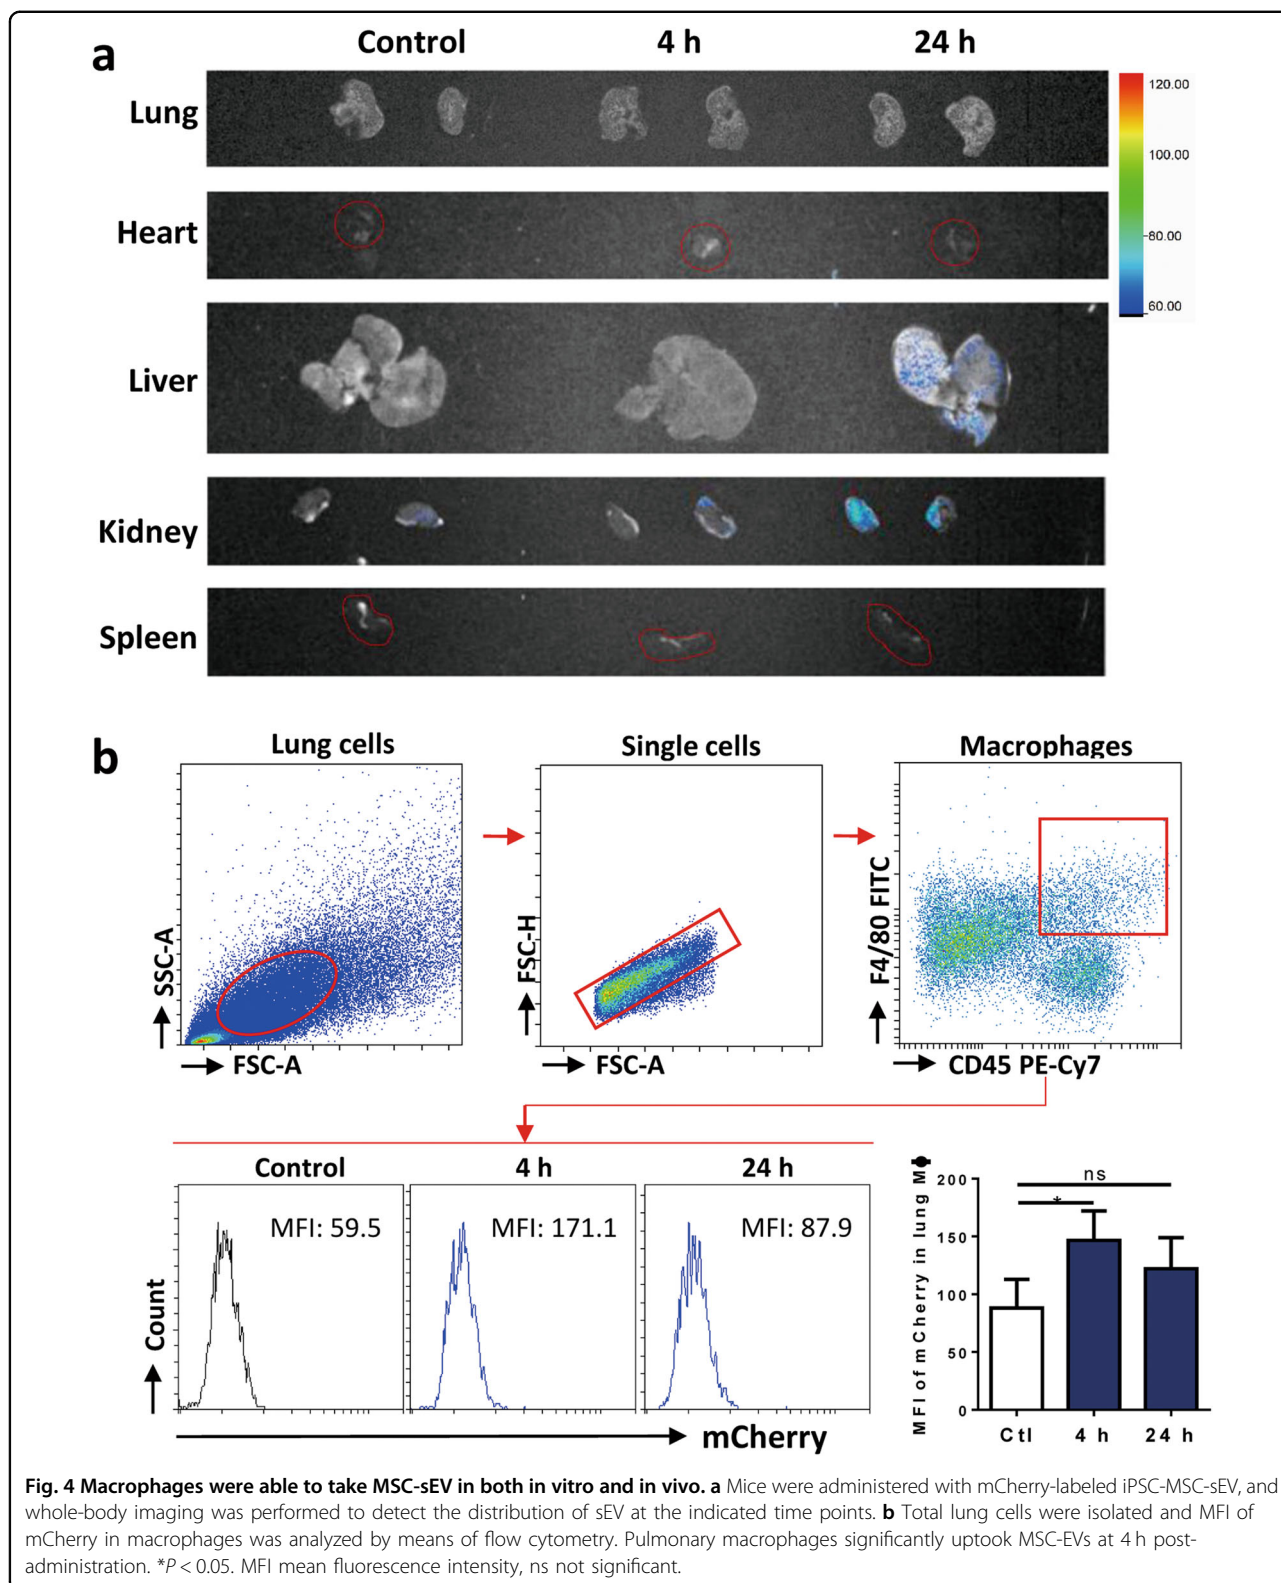 a
Control 4 h 24 h
Lung
Heart
Liver
Kidney
Spleen
120.00
100.00
80.00
60.00
b
Lung cells Single cells Macrophages
SSC-A
FSC-A
FSC-H
FSC-A
F4/80 FITC
CD45 PE-Cy7
Control 4 h 24 h
MFI: 59.5 MFI: 171.1 MFI: 87.9
Count
mCherry
MFI of mCherry in lung
200
150
100
50
0
ns
*
Ctl 4 h 24 h
Fig. 4 Macrophages were able to take MSC-sEV in both in vitro and in vivo. a Mice were administered with mCherry-labeled iPSC-MSC-sEV, and
whole-body imaging was performed to detect the distribution of sEV at the indicated time points. b Total lung cells were isolated and MFI of
mCherry in macrophages was analyzed by means of flow cytometry. Pulmonary macrophages significantly uptook MSC-EVs at 4 h post-
administration. *P < 0.05. MFI mean fluorescence intensity, ns not significant.